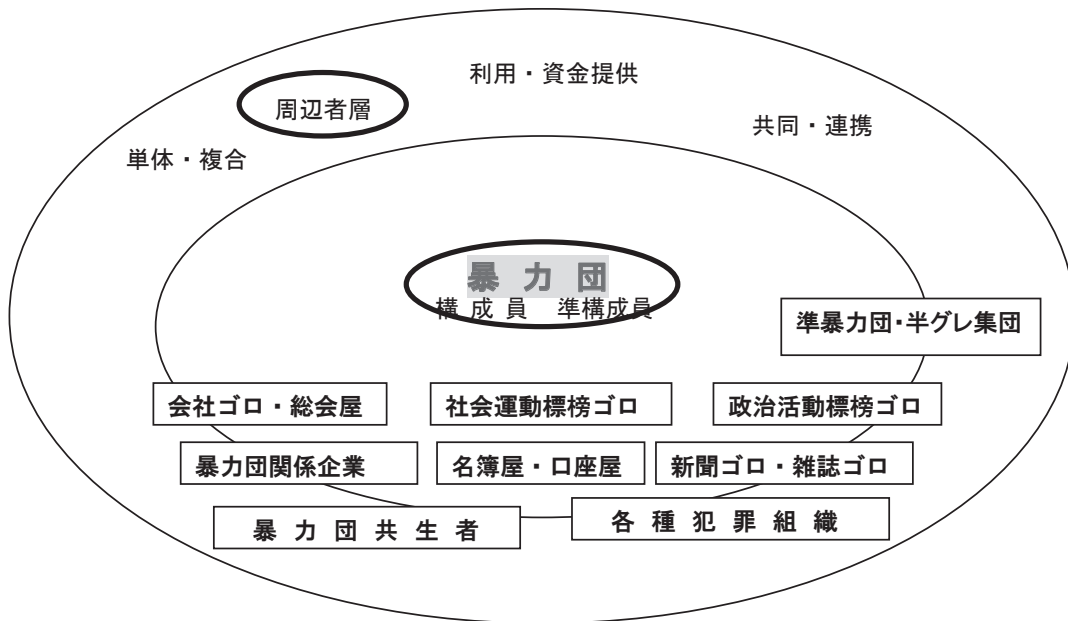 利用・資金提供
周辺者層
共同・連携
単体・複合
暴 力 団
構 成 員　準構成員
準暴力団・半グレ集団
会社ゴロ・総会屋
社会運動標榜ゴロ
政治活動標榜ゴロ
暴力団関係企業
名簿屋・口座屋
新聞ゴロ・雑誌ゴロ
暴 力 団 共 生 者
各 種 犯 罪 組 織